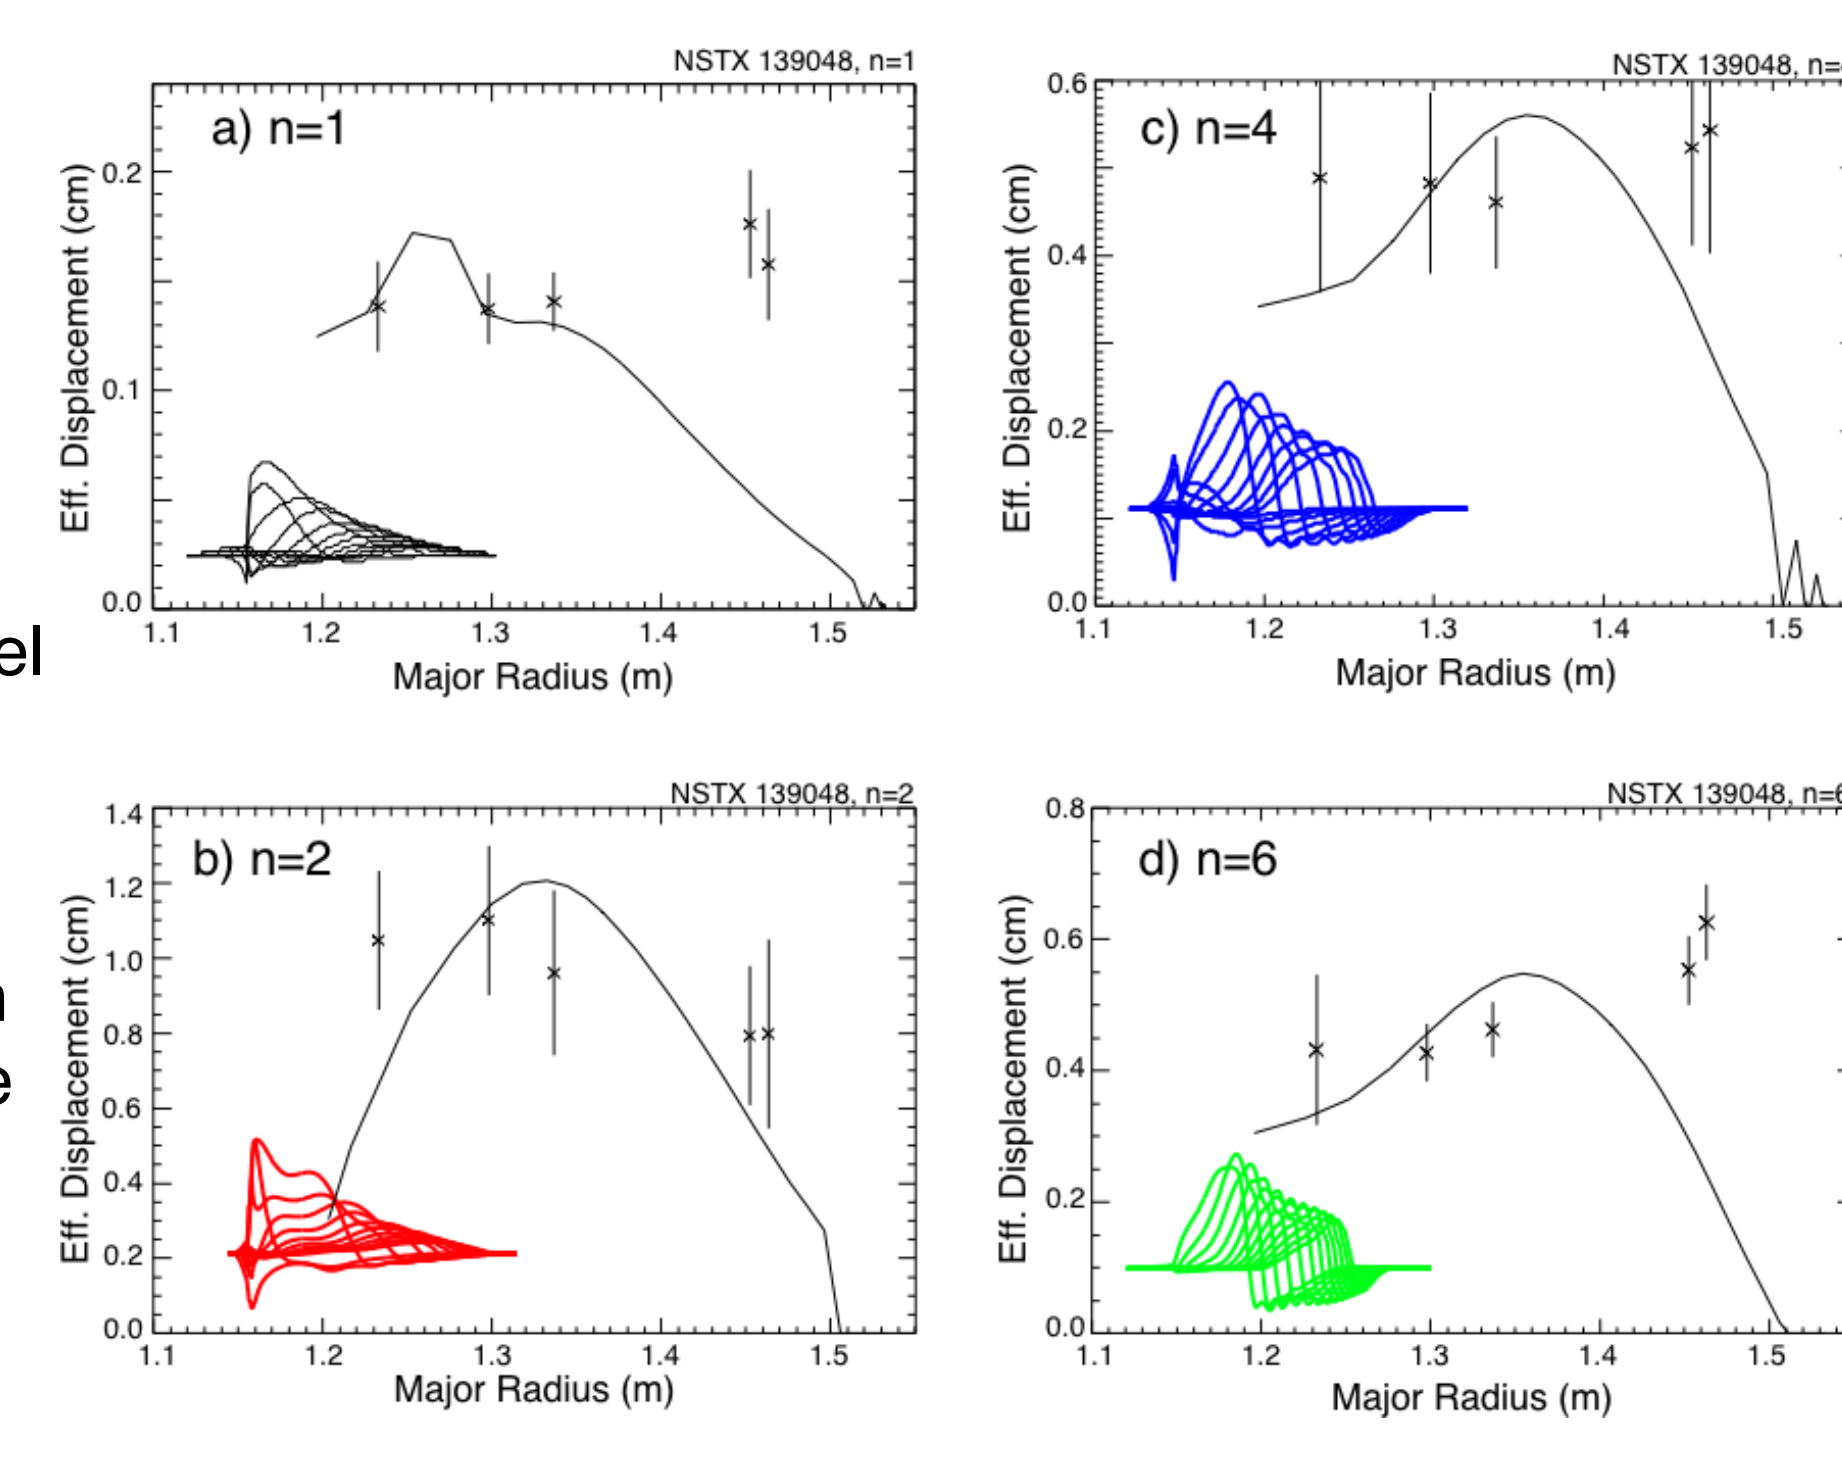 NSTX 139048, n=1
a) n=1
Eff. Displacement (cm)
0.2
0.1
0.0
1.1 1.2 1.3 1.4 1.5
Major Radius (m)
NSTX 139048, n=
c) n=4
Eff. Displacement (cm)
0.6
0.4
0.2
0.0
1.1 1.2 1.3 1.4 1.5
Major Radius (m)
el
NSTX 139048, n=2
b) n=2
Eff. Displacement (cm)
1.4
1.2
1.0
0.8
0.6
0.4
0.2
0.0
1.1 1.2 1.3 1.4 1.5
Major Radius (m)
e
NSTX 139048, n=6
d) n=6
Eff. Displacement (cm)
0.8
0.6
0.4
0.2
0.0
1.1 1.2 1.3 1.4 1.5
Major Radius (m)